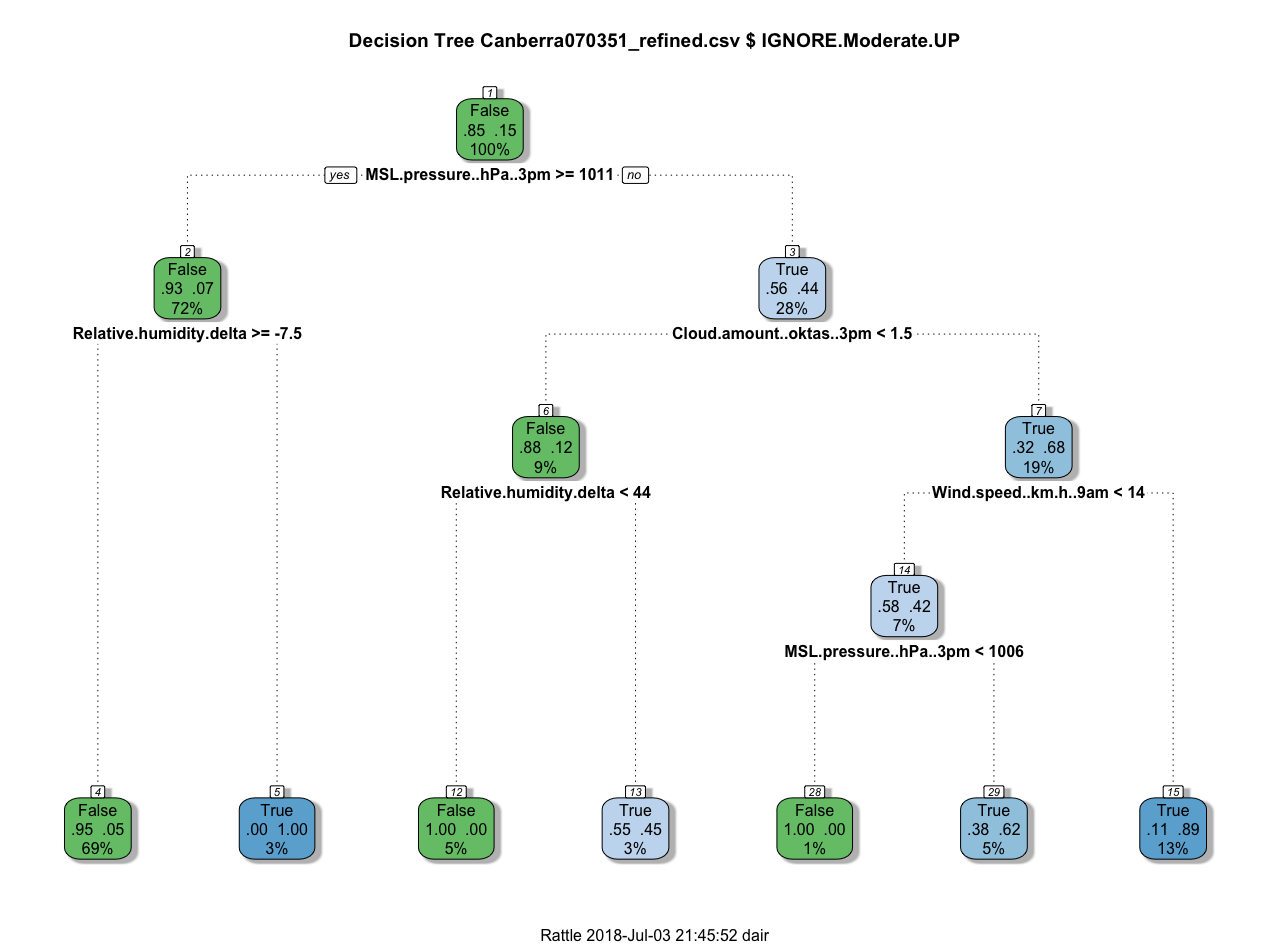 Decision Tree Canberra070351_refined.csv $ IGNORE.Moderate.UP
1
False
.85 .15
100%
yes MSL.pressure..hPa..3pm >= 1011 no
2
False
.93 .07
72%
Relative.humidity.delta >= -7.5
3
True
.56 .44
28%
Cloud.amount..oktas..3pm < 1.5
6
False
.88 .12
9%
Relative.humidity.delta < 44
7
True
.32 .68
19%
Wind.speed..km.h..9am < 14
14
True
.58 .42
7%
MSL.pressure..hPa..3pm < 1006
4
False
.95 .05
69%
5
True
.00 1.00
3%
12
False
1.00 .00
5%
13
True
.55 .45
3%
28
False
1.00 .00
1%
29
True
.38 .62
5%
15
True
.11 .89
13%
Rattle 2018-Jul-03 21:45:52 dair